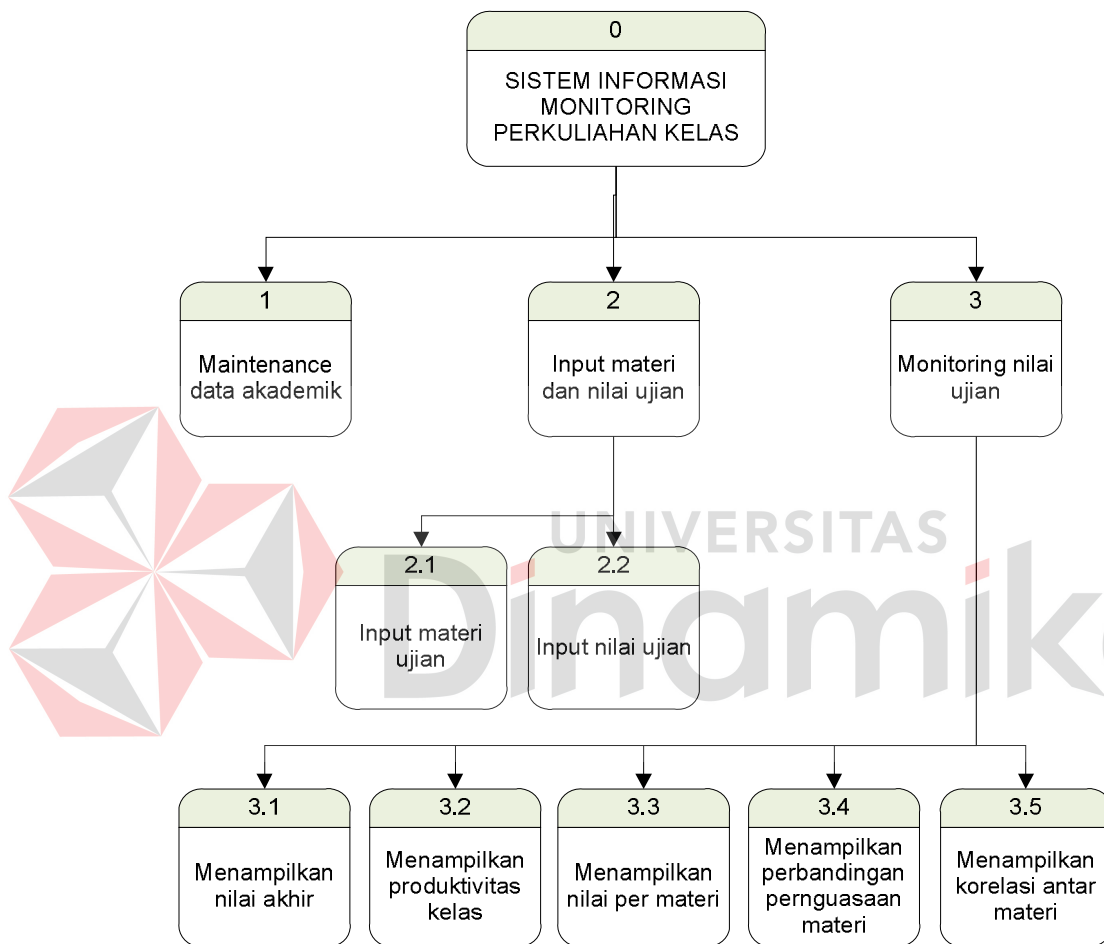 0
SISTEM INFORMASI
MONITORING
PERKULIAHAN KELAS
1
Maintenance
data akademik
2
Input materi
dan nilai ujian
3
Monitoring nilai
ujian
UNIVERSITAS
Dinamika
2.1
Input materi
ujian
2.2
Input nilai ujian
3.1
Menampilkan
nilai akhir
3.2
Menampilkan
produktivitas
kelas
3.3
Menampilkan
nilai per materi
3.4
Menampilkan
perbandingan
pernguasaan
materi
3.5
Menampilkan
korelasi antar
materi